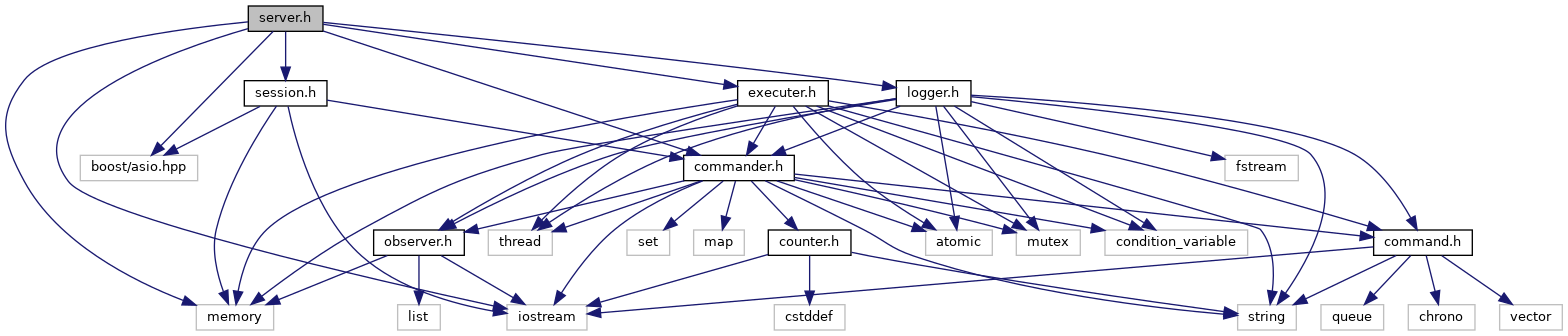 server.h
session.h
executer.h
logger.h
boost/asio.hpp
commander.h
fstream
observer.h
thread
set
map
counter.h
atomic
mutex
condition_variable
command.h
memory
list
iostream
cstddef
string
queue
chrono
vector